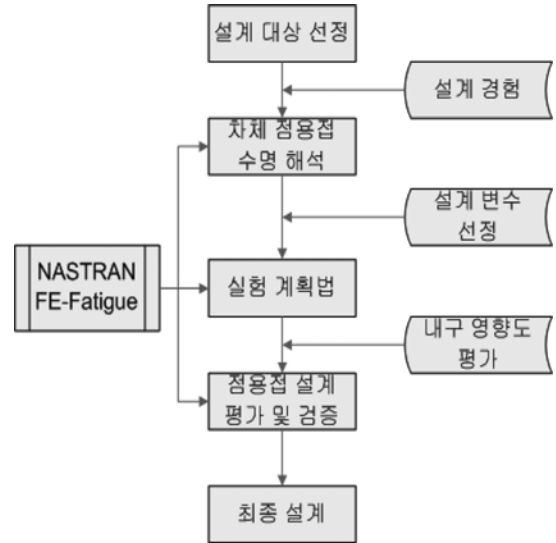 설계 대상 선정
설계 경험
차체 점용접
수명 해석
설계 변수
선정
NASTRAN
FE-Fatigue
실험 계획법
내구 영향도
평가
점용접 설계
평가 및 검증
최종 설계